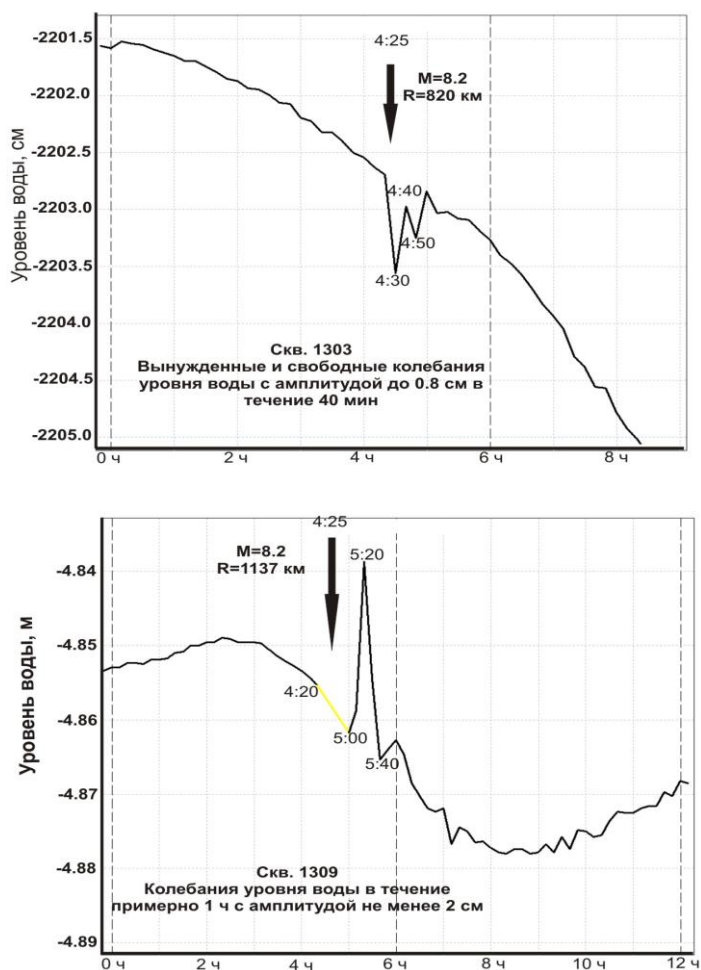 -2201.5
4:25
M=8.2
R=820 км
-2202.0
-2202.5
-2203.0
4:40
4:50
-2203.5
4:30
-2204.0
Скв. 1303
Вынужденные и свободные колебания
уровня воды с амплитудой до 0.8 см в
течение 40 мин
-2204.5
-2205.0
Уровень воды, см
0 ч 2 ч 4 ч 6 ч 8 ч
4:25
M=8.2
R=1137 км
5:20
-4.84
-4.85
4:20
-4.86
5:00
5:40
-4.87
-4.88
Скв. 1309
Колебания уровня воды в течение
примерно 1 ч с амплитудой не менее 2 см
-4.89
Уровень воды, м
0 ч 2 ч 4 ч 6 ч 8 ч 10 ч 12 ч